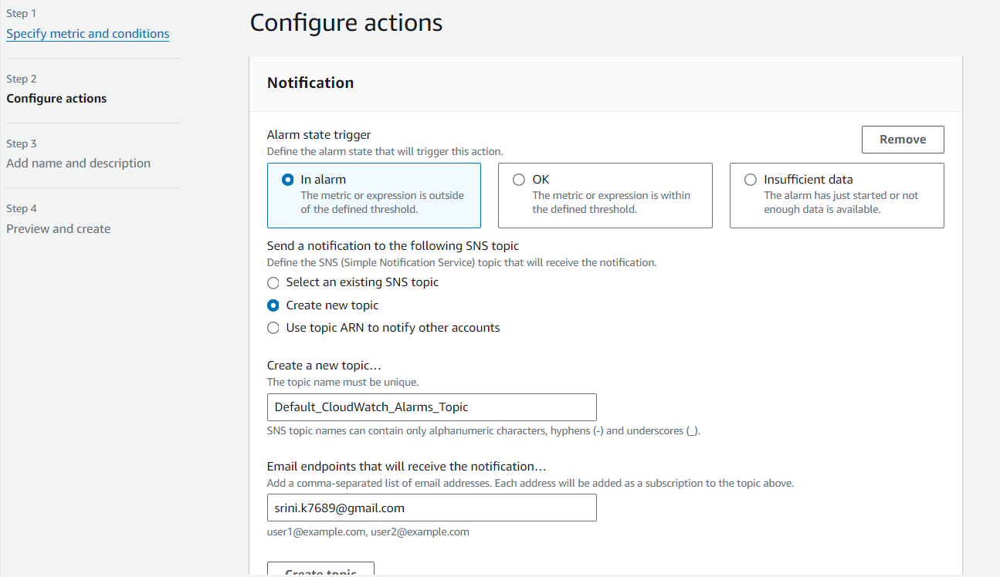 Step 1
Specify metric and conditions
Step 2
Configure actions
Step 3
Add name and description
Step 4
Preview and create
Configure actions
Notification
Alarm state trigger
Define the alarm state that will trigger this action.
Remove
In alarm
The metric or expression is outside
of the defined threshold.
OK
The metric or expression is within
the defined threshold.
Insufficient data
The alarm has just started or not
enough data is available.
Send a notification to the following SNS topic
Define the SNS (Simple Notification Service) topic that will receive the notification.
Select an existing SNS topic
Create new topic
Use topic ARN to notify other accounts
Create a new topic…
The topic name must be unique.
Default_CloudWatch_Alarms_Topic
SNS topic names can contain only alphanumeric characters, hyphens (-) and underscores (_).
Email endpoints that will receive the notification…
Add a comma-separated list of email addresses. Each address will be added as a subscription to the topic above.
srini.k7689@gmail.com
user1@example.com, user2@example.com
Create topic